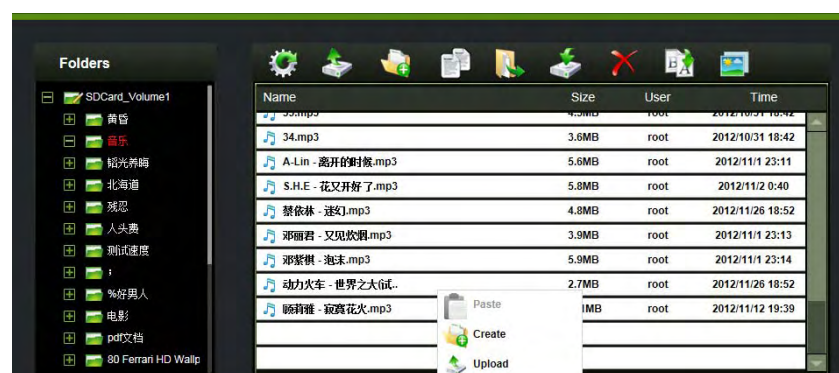 Folders
SDCard_Volume1
黄昏
音乐
韬光养晦
北海道
残忍
人头费
测试速度
%好男人
电影
pdf文档
80 Ferrari HD Wallp
Name Size User Time
34.mp3 3.6MB root 2012/10/31 18:42
A-Lin - 离开的时候.mp3 5.6MB root 2012/11/1 23:11
S.H.E - 花又开好了.mp3 5.8MB root 2012/11/2 0:40
蔡依林 - 迷幻.mp3 4.8MB root 2012/11/26 18:52
邓丽君 - 又见炊烟.mp3 3.9MB root 2012/11/1 23:13
邓紫棋 - 泡沫.mp3 5.9MB root 2012/11/1 23:14
动力火车 - 世界之大(试.. 2.7MB root 2012/11/26 18:52
顾莉雅 - 寂寞花火.mp3 MB root 2012/11/12 19:39
Paste
Create
Upload